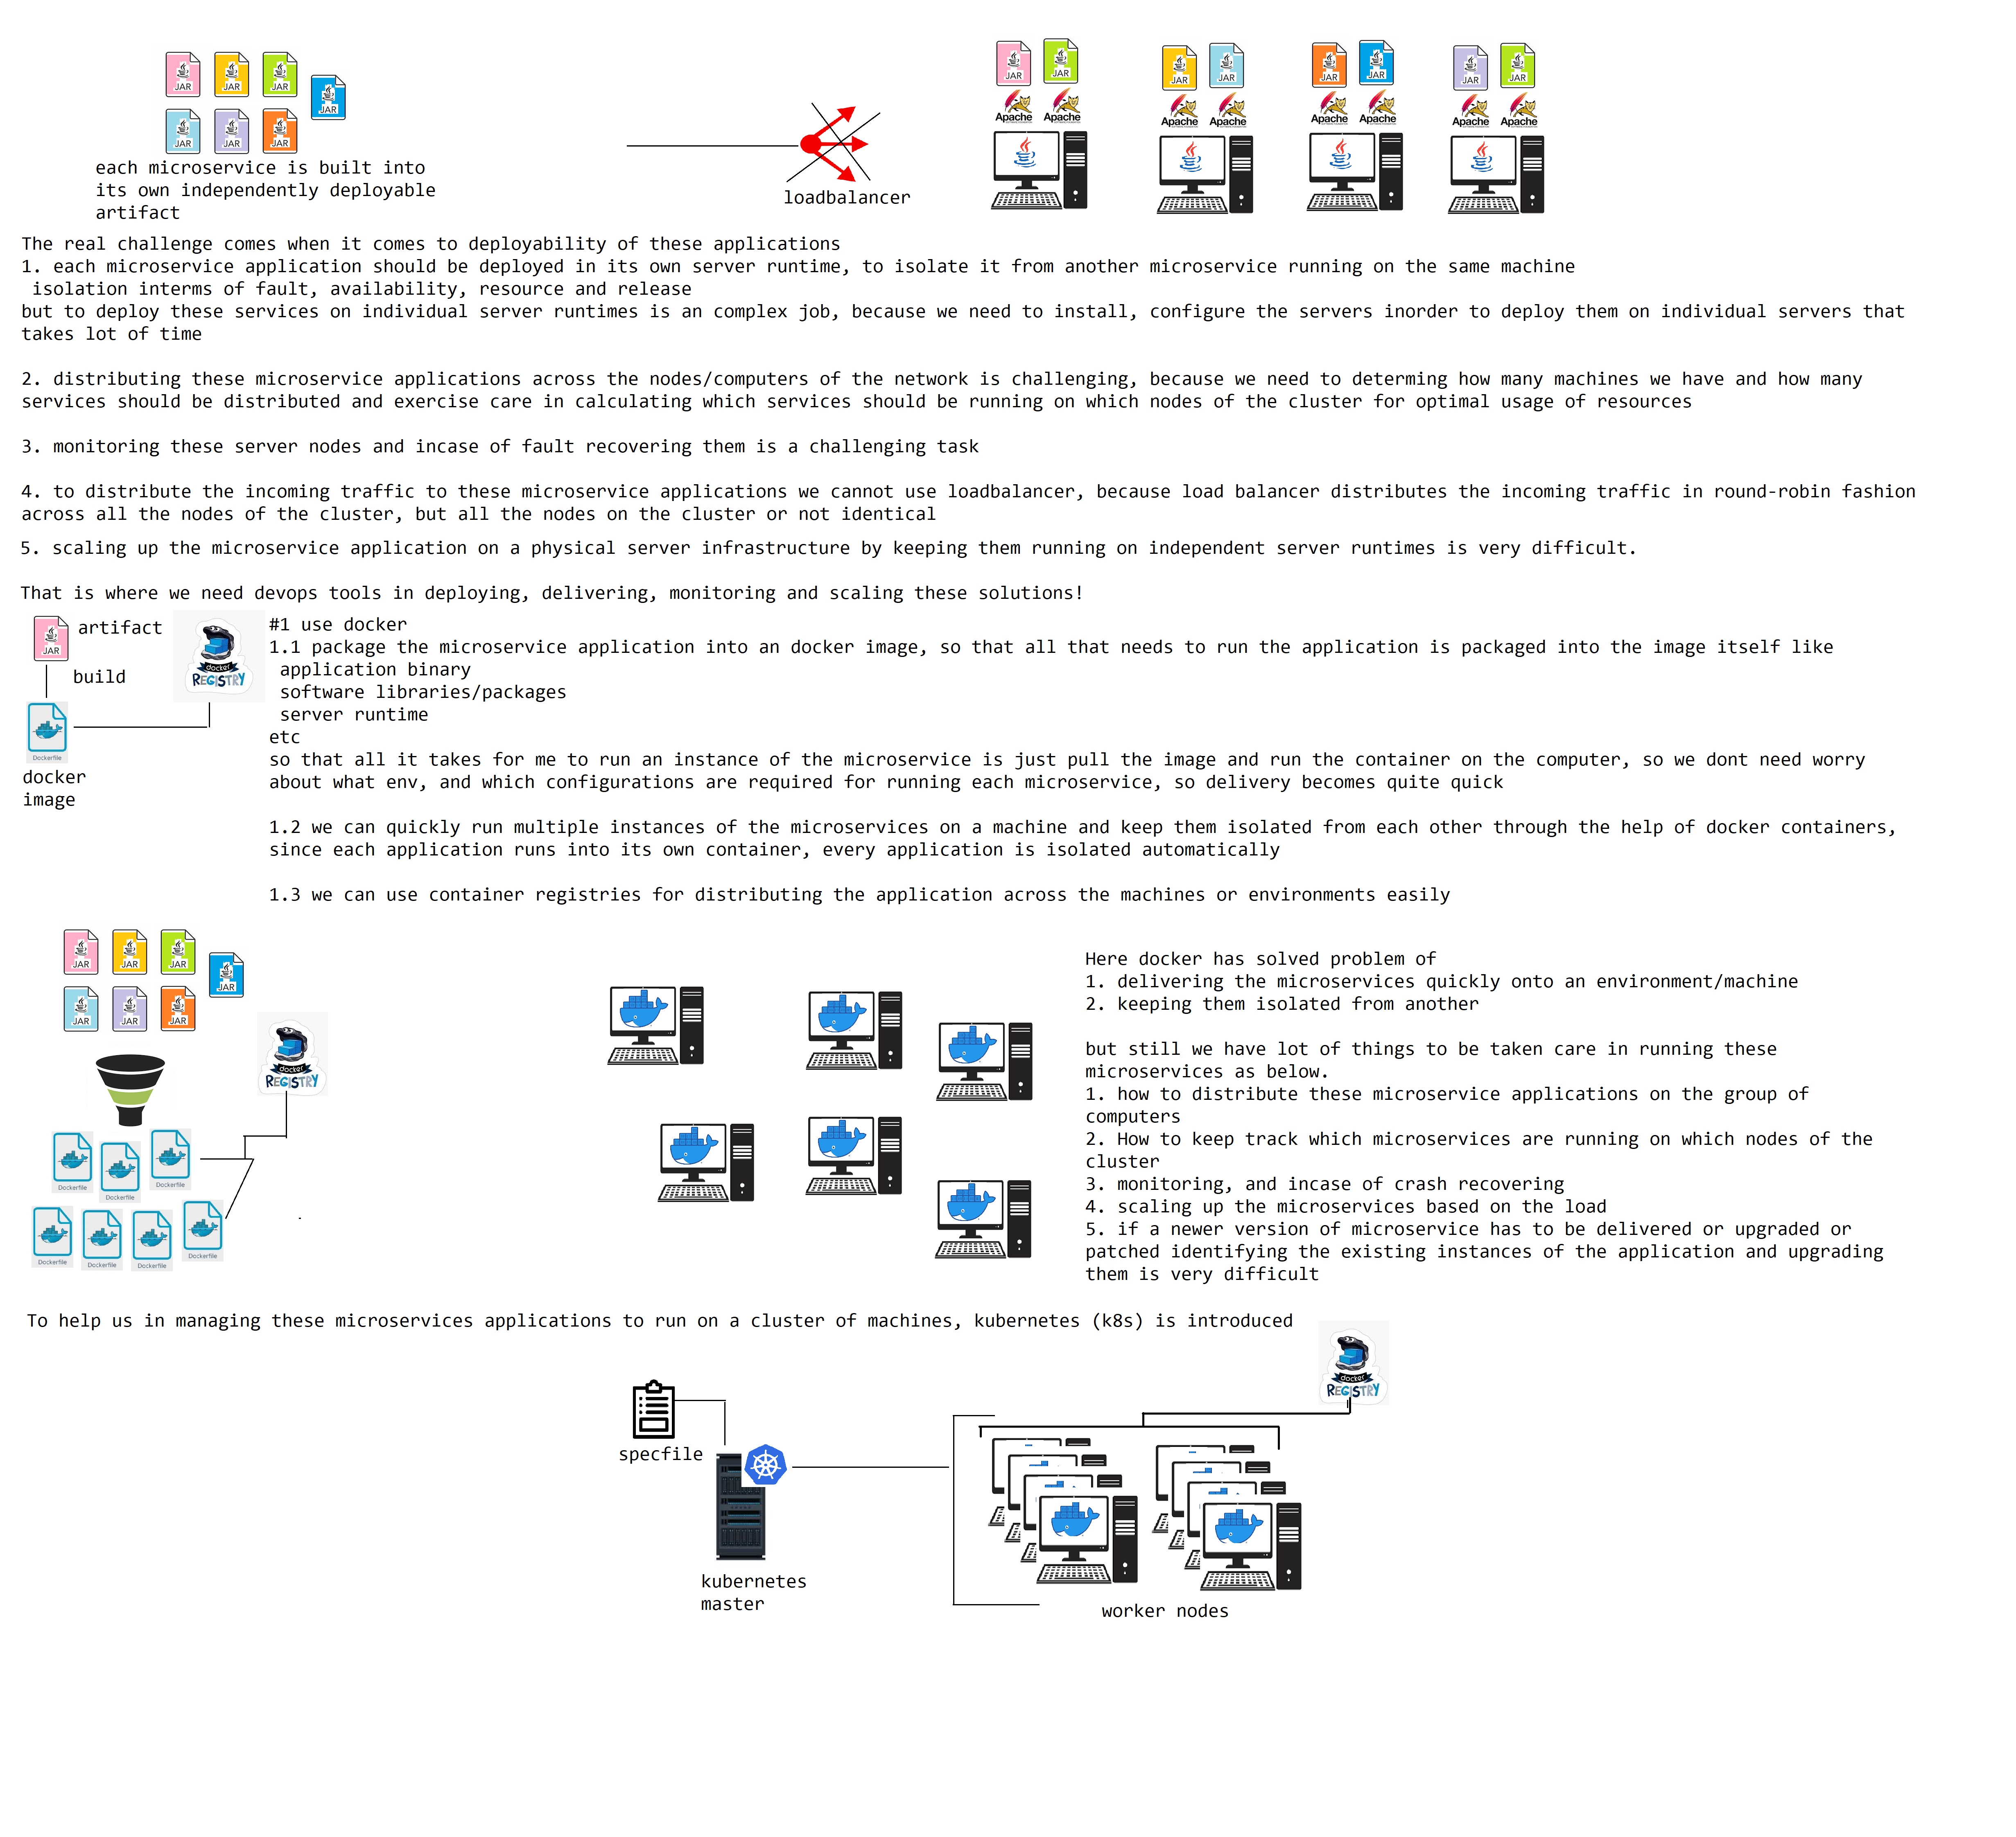 JAR JAR JAR JAR
JAR JAR JAR
each microservice is built into
its own independently deployable
artifact
loadbalancer
JAR JAR JAR JAR JAR JAR JAR JAR
Apache Apache Apache Apache Apache Apache Apache Apache
The real challenge comes when it comes to deployability of these applications
1. each microservice application should be deployed in its own server runtime, to isolate it from another microservice running on the same machine
isolation interms of fault, availability, resource and release
but to deploy these services on individual server runtimes is an complex job, because we need to install, configure the servers inorder to deploy them on individual servers that
takes lot of time
2. distributing these microservice applications across the nodes/computers of the network is challenging, because we need to determing how many machines we have and how many
services should be distributed and exercise care in calculating which services should be running on which nodes of the cluster for optimal usage of resources
3. monitoring these server nodes and incase of fault recovering them is a challenging task
4. to distribute the incoming traffic to these microservice applications we cannot use loadbalancer, because load balancer distributes the incoming traffic in round-robin fashion
across all the nodes of the cluster, but all the nodes on the cluster or not identical
5. scaling up the microservice application on a physical server infrastructure by keeping them running on independent server runtimes is very difficult.
That is where we need devops tools in deploying, delivering, monitoring and scaling these solutions!
JAR
artifact
build
docker
REGISTRY
Dockerfile
docker
image
#1 use docker
1.1 package the microservice application into an docker image, so that all that needs to run the application is packaged into the image itself like
application binary
software libraries/packages
server runtime
etc
so that all it takes for me to run an instance of the microservice is just pull the image and run the container on the computer, so we dont need worry
about what env, and which configurations are required for running each microservice, so delivery becomes quite quick
1.2 we can quickly run multiple instances of the microservices on a machine and keep them isolated from each other through the help of docker containers,
since each application runs into its own container, every application is isolated automatically
1.3 we can use container registries for distributing the application across the machines or environments easily
JAR JAR JAR JAR
JAR JAR JAR
docker
REGISTRY
Dockerfile Dockerfile Dockerfile
Dockerfile Dockerfile Dockerfile Dockerfile
Here docker has solved problem of
1. delivering the microservices quickly onto an environment/machine
2. keeping them isolated from another
but still we have lot of things to be taken care in running these
microservices as below.
1. how to distribute these microservice applications on the group of
computers
2. How to keep track which microservices are running on which nodes of the
cluster
3. monitoring, and incase of crash recovering
4. scaling up the microservices based on the load
5. if a newer version of microservice has to be delivered or upgraded or
patched identifying the existing instances of the application and upgrading
them is very difficult
To help us in managing these microservices applications to run on a cluster of machines, kubernetes (k8s) is introduced
docker
REGISTRY
specfile
kubernetes
master
worker nodes